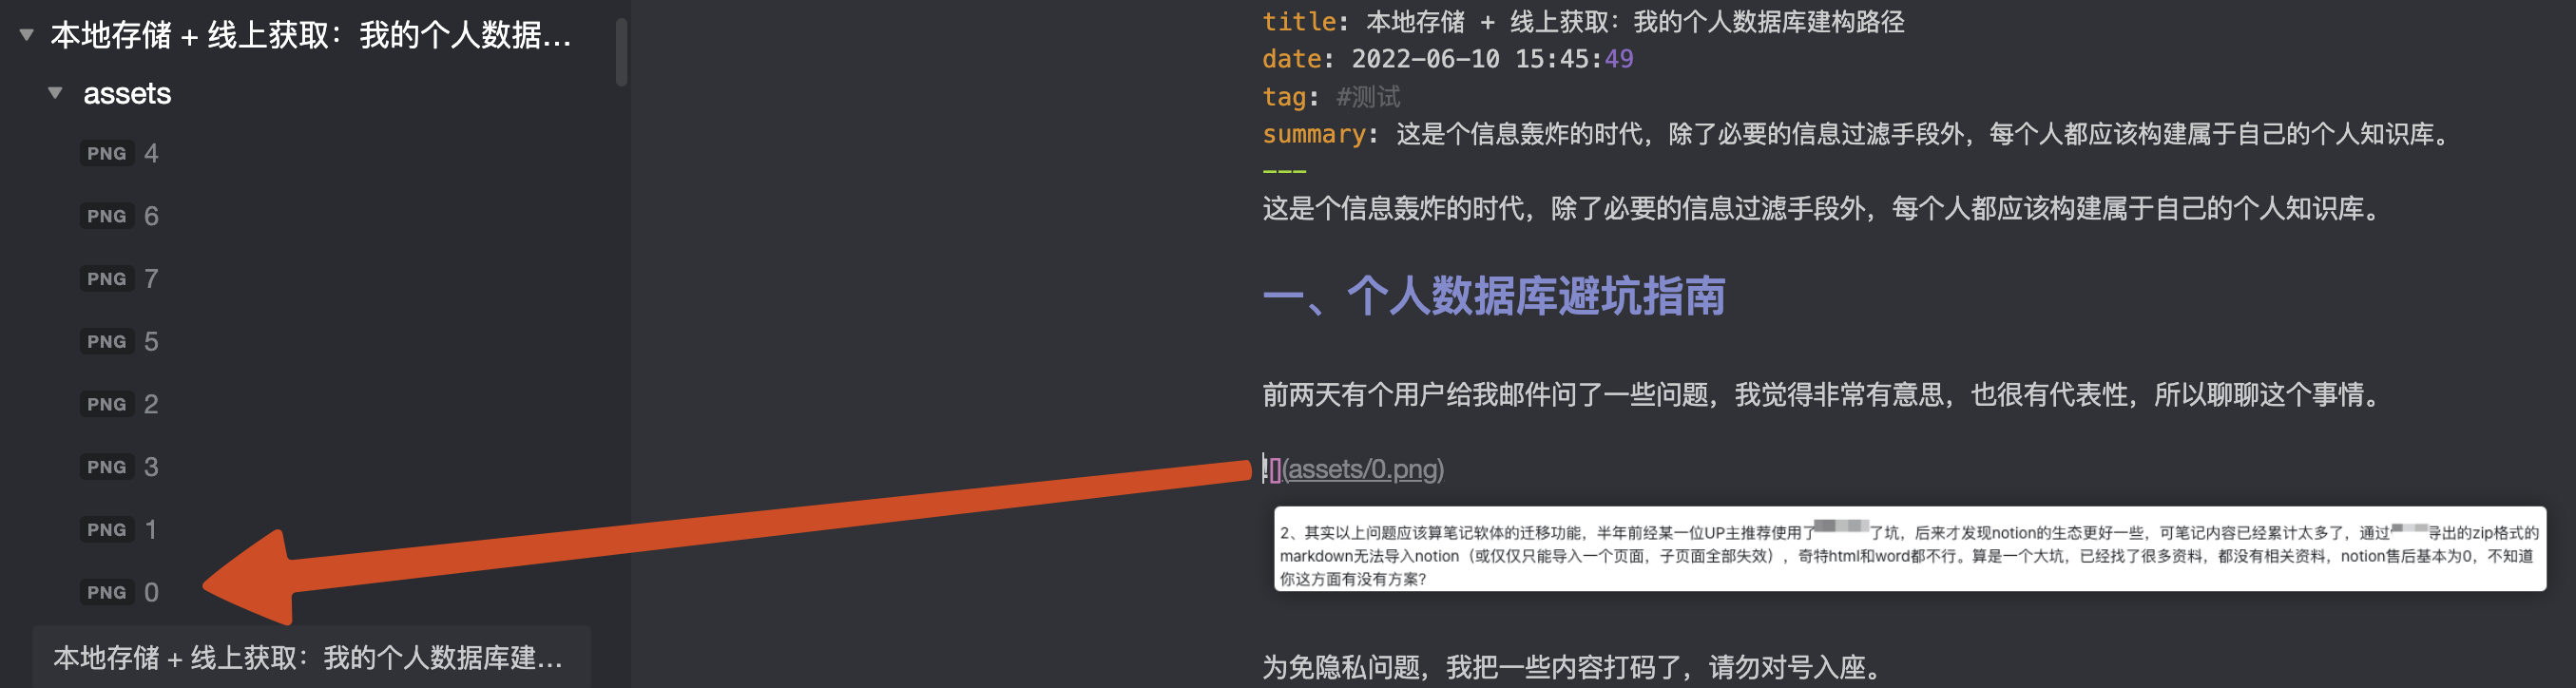 本地存储 + 线上获取：我的个人数据...
assets
PNG 4
PNG 6
PNG 7
PNG 5
PNG 2
PNG 3
PNG 1
PNG 0
本地存储 + 线上获取：我的个人数据库建...
title: 本地存储 + 线上获取：我的个人数据库建构路径
date: 2022-06-10 15:45:49
tag: #测试
summary: 这是个信息轰炸的时代，除了必要的信息过滤手段外，每个人都应该构建属于自己的个人知识库。
---
这是个信息轰炸的时代，除了必要的信息过滤手段外，每个人都应该构建属于自己的个人知识库。
一、个人数据库避坑指南
前两天有个用户给我邮件问了一些问题，我觉得非常有意思，也很有代表性，所以聊聊这个事情。
![](assets/0.png)
2、其实以上问题应该算笔记软体的迁移功能，半年前经某一位UP主推荐使用了 了坑，后来才发现notion的生态更好一些，可笔记内容已经累计太多了，通过 导出的zip格式的
markdown无法导入notion（或仅仅只能导入一个页面，子页面全部失效），奇特html和word都不行。算是一个大坑，已经找了很多资料，都没有相关资料，notion售后基本为0，不知道
你这方面有没有方案?
为免隐私问题，我把一些内容打码了，请勿对号入座。